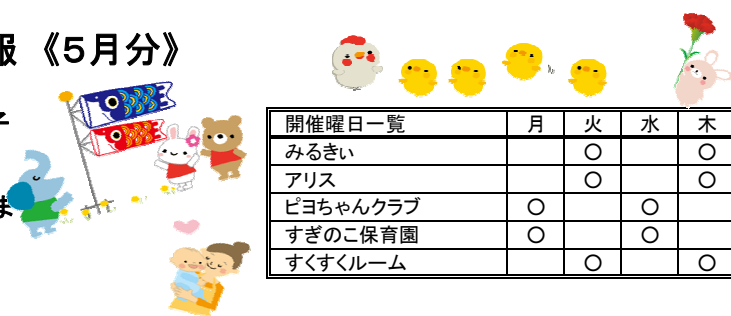 報 《5月分》
子
ま
開催曜日一覧 月 火 水 木
みるきぃ ○ ○
アリス ○ ○
ピヨちゃんクラブ ○ ○
すぎのこ保育園 ○ ○
すくすくルーム ○ ○